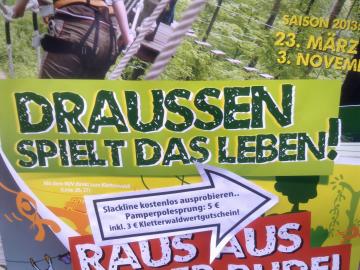 SAISON 2013
23. MÄRZ
3. NOVEM
DRAUSSEN
SPIELT DAS LEBEN!
Slackline kostenlos ausprobieren..
Pamperpolesprung: 5 €
inkl. 3 € Kletterwaldwertgutschein!
RAUS AUS